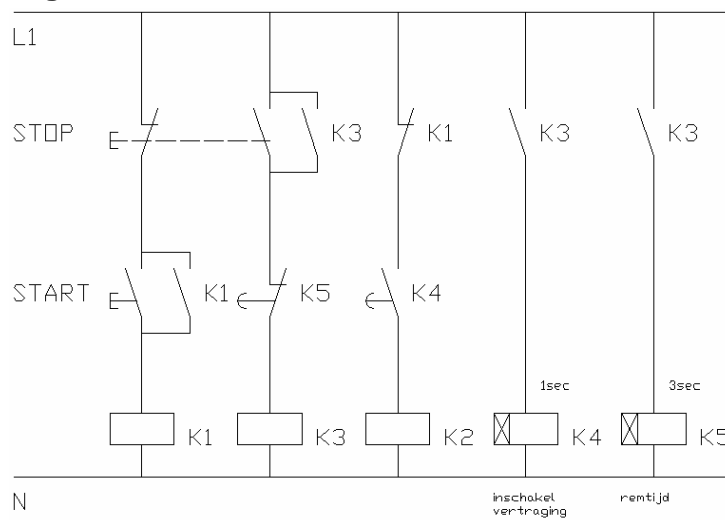 L1
STOP K3 K1 K3 K3
START K1 K5 K4
1sec 3sec
K1 K3 K2 K4 K5
N
inschakel vertraging
remtijd